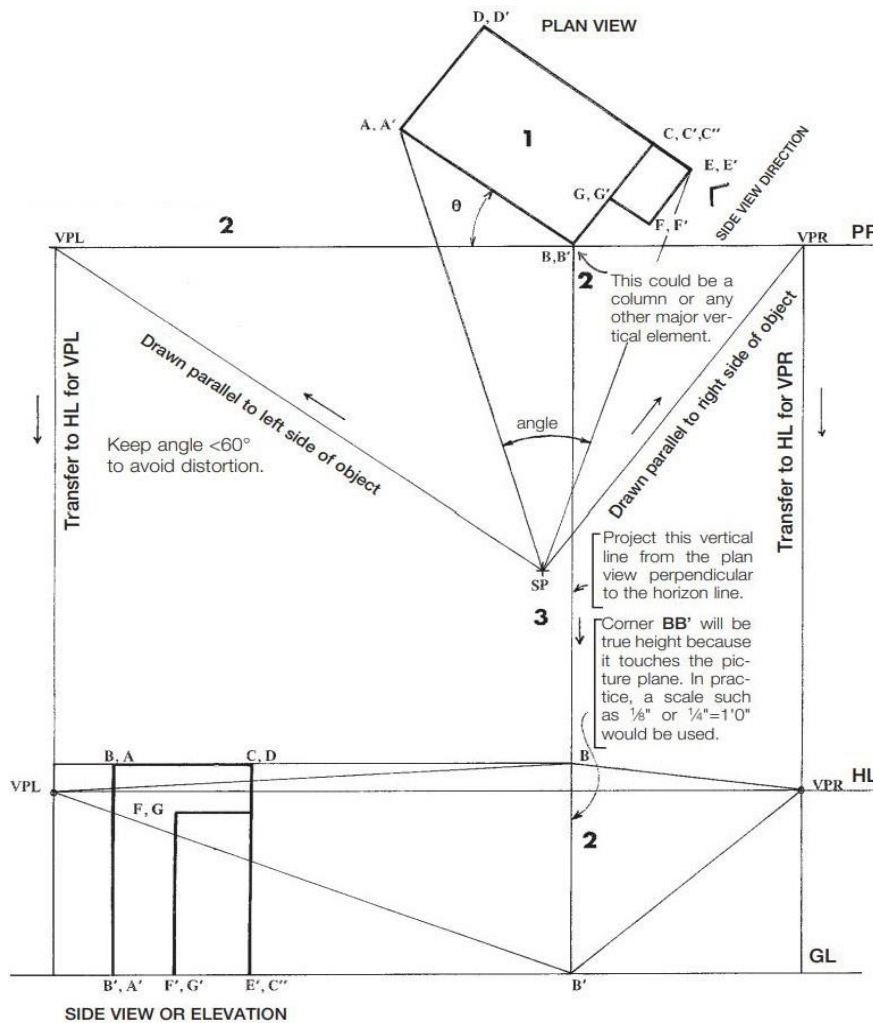 D, D′
PLAN VIEW
A, A′
1
C, C′,C″
E, E′
SIDE VIEW DIRECTION
G, G′
F, F′
θ
2
VPL
VPR
PP
B,B′
2
This could be a
column or any
other major ver-
tical element.
Transfer to HL for VPL
Drawn parallel to left side of object
Keep angle <60°
to avoid distortion.
angle
Drawn parallel to right side of object
Transfer to HL for VPR
SP
3
Project this vertical
line from the plan
view perpendicular
to the horizon line.
Corner BB' will be
true height because
it touches the pic-
ture plane. In prac-
tice, a scale such
as ⅛" or ¼"=1'0"
would be used.
B, A
C, D
B
VPL
HL
VPR
F, G
2
GL
B′, A′
F′, G′
E′, C″
B′
SIDE VIEW OR ELEVATION